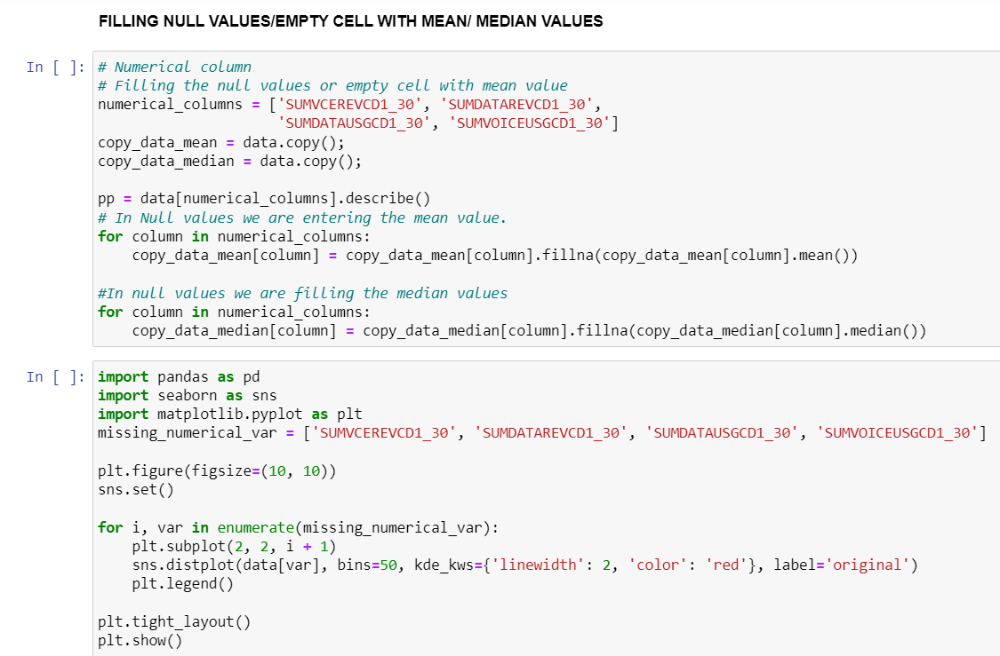 FILLING NULL VALUES/EMPTY CELL WITH MEAN/ MEDIAN VALUES
In [ ]: # Numerical column
# Filling the null values or empty cell with mean value
numerical_columns = ['SUMVCEREVCD1_30', 'SUMDATAREVCD1_30',
'SUMDATAUSGCD1_30', 'SUMVOICEUSGCD1_30']
copy_data_mean = data.copy();
copy_data_median = data.copy();
pp = data[numerical_columns].describe()
# In Null values we are entering the mean value.
for column in numerical_columns:
copy_data_mean[column] = copy_data_mean[column].fillna(copy_data_mean[column].mean())
#In null values we are filling the median values
for column in numerical_columns:
copy_data_median[column] = copy_data_median[column].fillna(copy_data_median[column].median())
In [ ]: import pandas as pd
import seaborn as sns
import matplotlib.pyplot as plt
missing_numerical_var = ['SUMVCEREVCD1_30', 'SUMDATAREVCD1_30', 'SUMDATAUSGCD1_30', 'SUMVOICEUSGCD1_30']
plt.figure(figsize=(10, 10))
sns.set()
for i, var in enumerate(missing_numerical_var):
plt.subplot(2, 2, i + 1)
sns.distplot(data[var], bins=50, kde_kws={'linewidth': 2, 'color': 'red'}, label='original')
plt.legend()
plt.tight_layout()
plt.show()